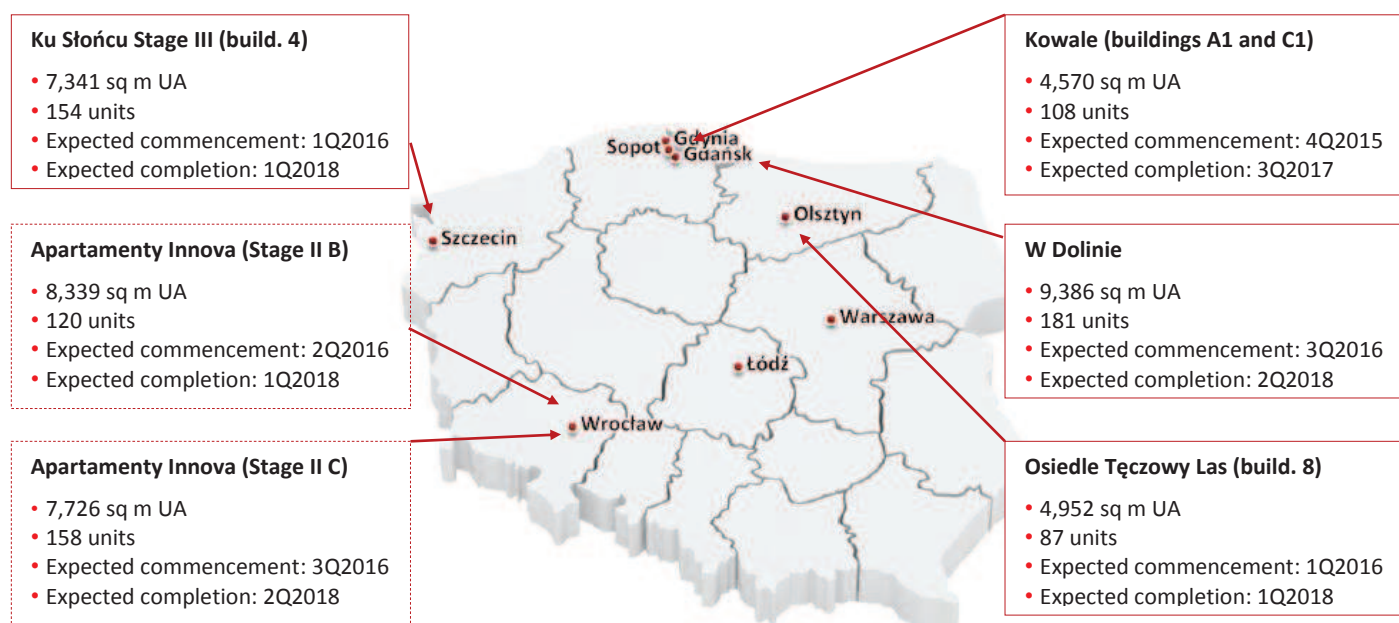 Ku Słońcu Stage III (build. 4)
• 7,341 sq m UA
• 154 units
• Expected commencement: 1Q2016
• Expected completion: 1Q2018
Apartamenty Innova (Stage II B)
• 8,339 sq m UA
• 120 units
• Expected commencement: 2Q2016
• Expected completion: 1Q2018
Apartamenty Innova (Stage II C)
• 7,726 sq m UA
• 158 units
• Expected commencement: 3Q2016
• Expected completion: 2Q2018
Gdynia
Sopot
Gdańsk
Olsztyn
Szczecin
Warszawa
Łódź
Wrocław
Kowale (buildings A1 and C1)
• 4,570 sq m UA
• 108 units
• Expected commencement: 4Q2015
• Expected completion: 3Q2017
W Dolinie
• 9,386 sq m UA
• 181 units
• Expected commencement: 3Q2016
• Expected completion: 2Q2018
Osiedle Tęczowy Las (build. 8)
• 4,952 sq m UA
• 87 units
• Expected commencement: 1Q2016
• Expected completion: 1Q2018